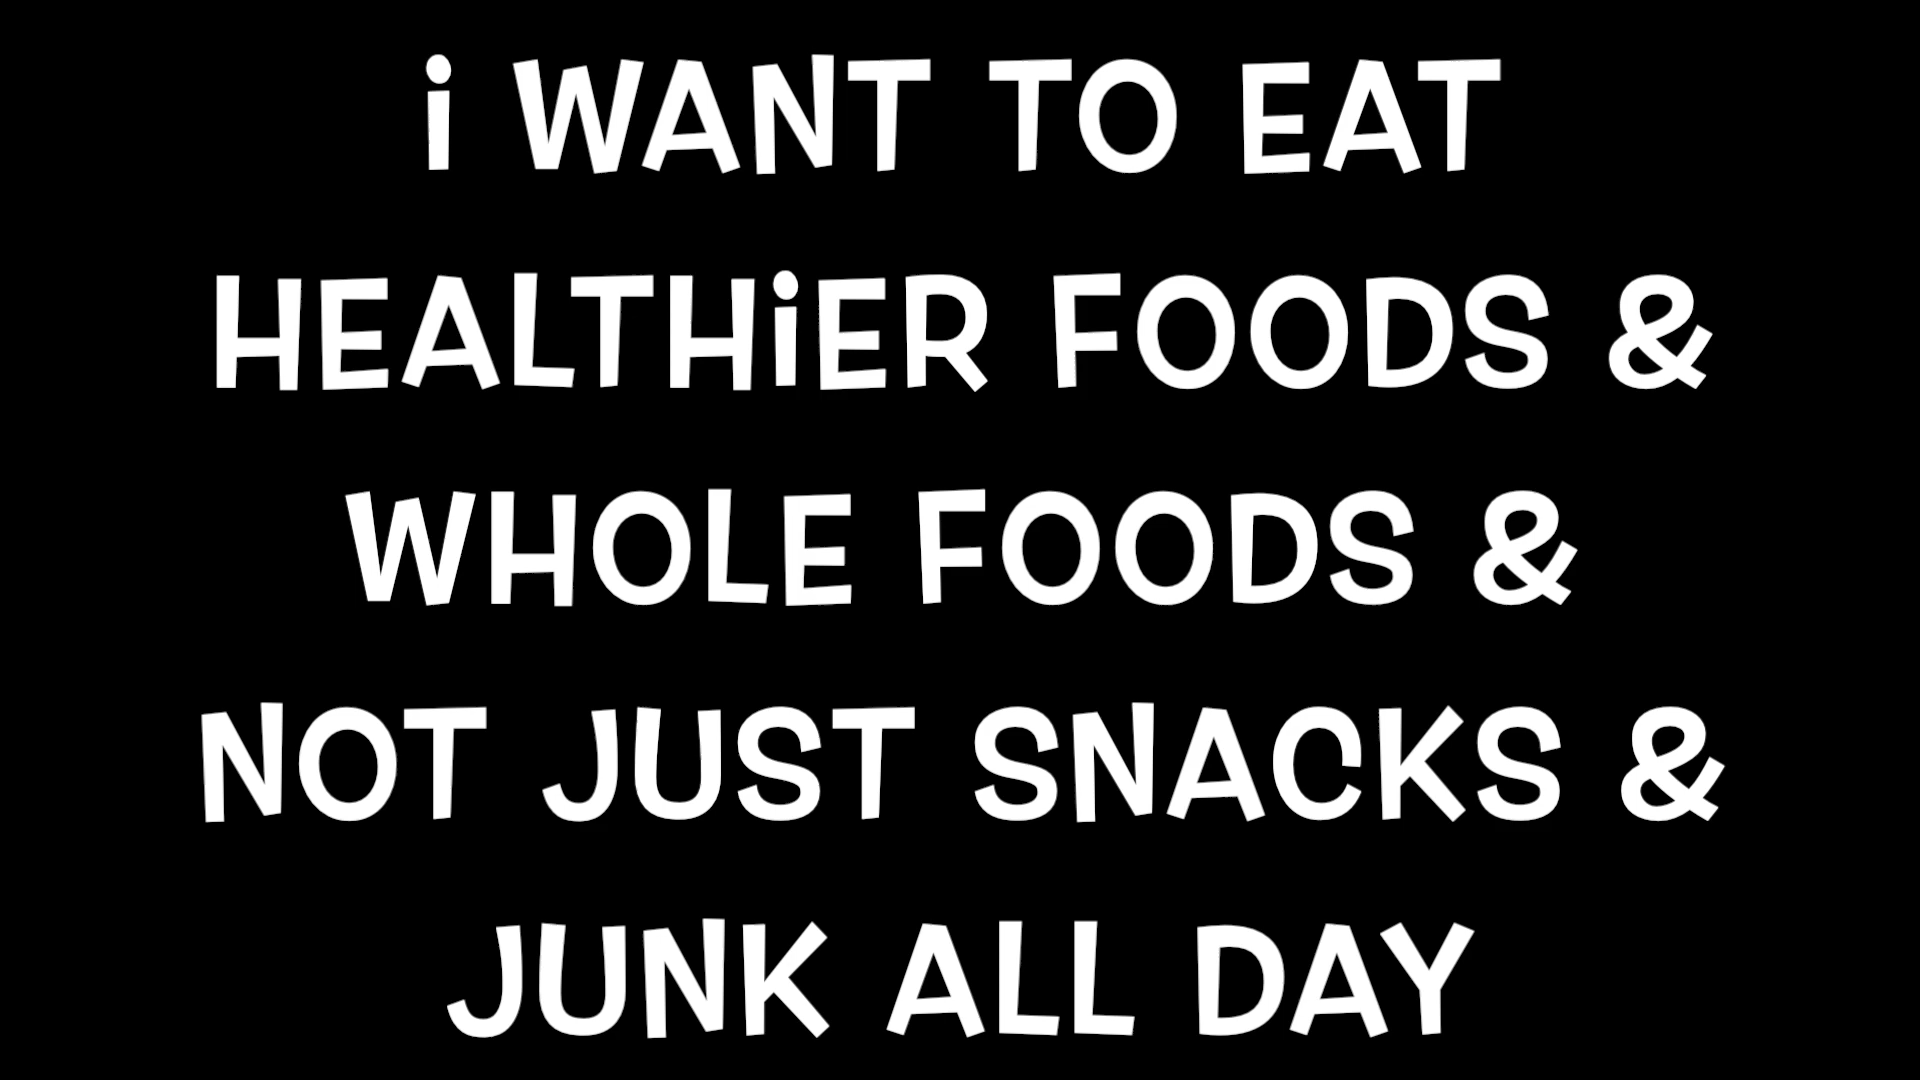 i WANT TO EAT
HEALTHiER FOODS &
WHOLE FOODS &
NOT JUST SNACKS &
JUNK ALL DAY